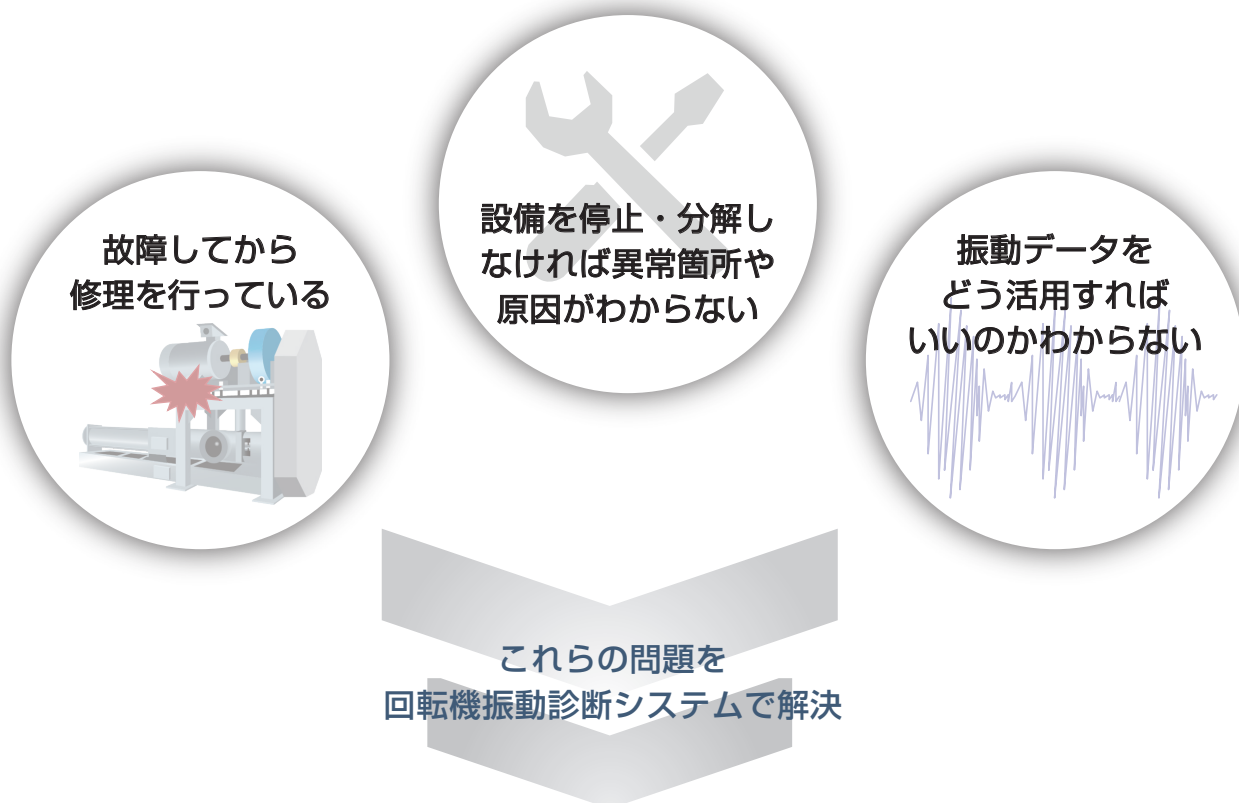 故障してから
修理を行っている
設備を停止・分解し
なければ異常箇所や
原因がわからない
振動データを
どう活用すれば
いいのかわからない
これらの問題を
回転機振動診断システムで解決